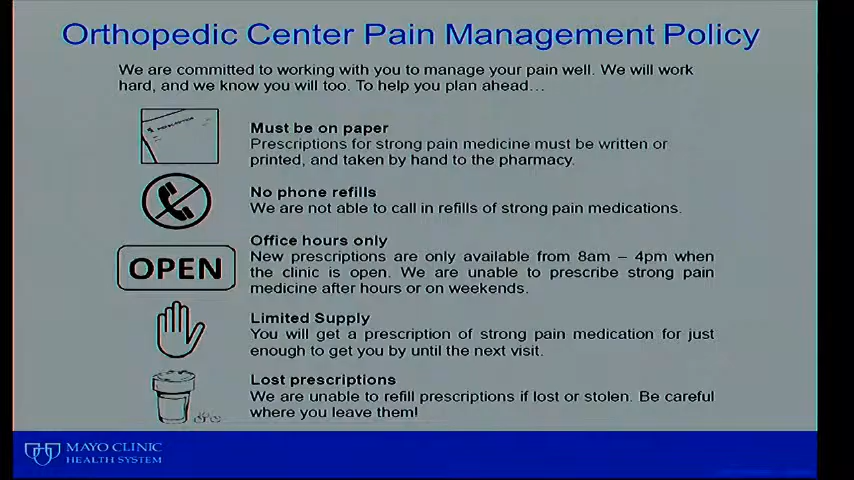 Orthopedic Center Pain Management Policy
We are committed to working with you to manage your pain well. We will work
hard, and we know you will too. To help you plan ahead…
Must be on paper
Prescriptions for strong pain medicine must be written or
printed, and taken by hand to the pharmacy.
No phone refills
We are not able to call in refills of strong pain medications.
Office hours only
New prescriptions are only available from 8am – 4pm when
the clinic is open. We are unable to prescribe strong pain
medicine after hours or on weekends.
OPEN
Limited Supply
You will get a prescription of strong pain medication for just
enough to get you by until the next visit.
Lost prescriptions
We are unable to refill prescriptions if lost or stolen. Be careful
where you leave them!
MAYO CLINIC
HEALTH SYSTEM